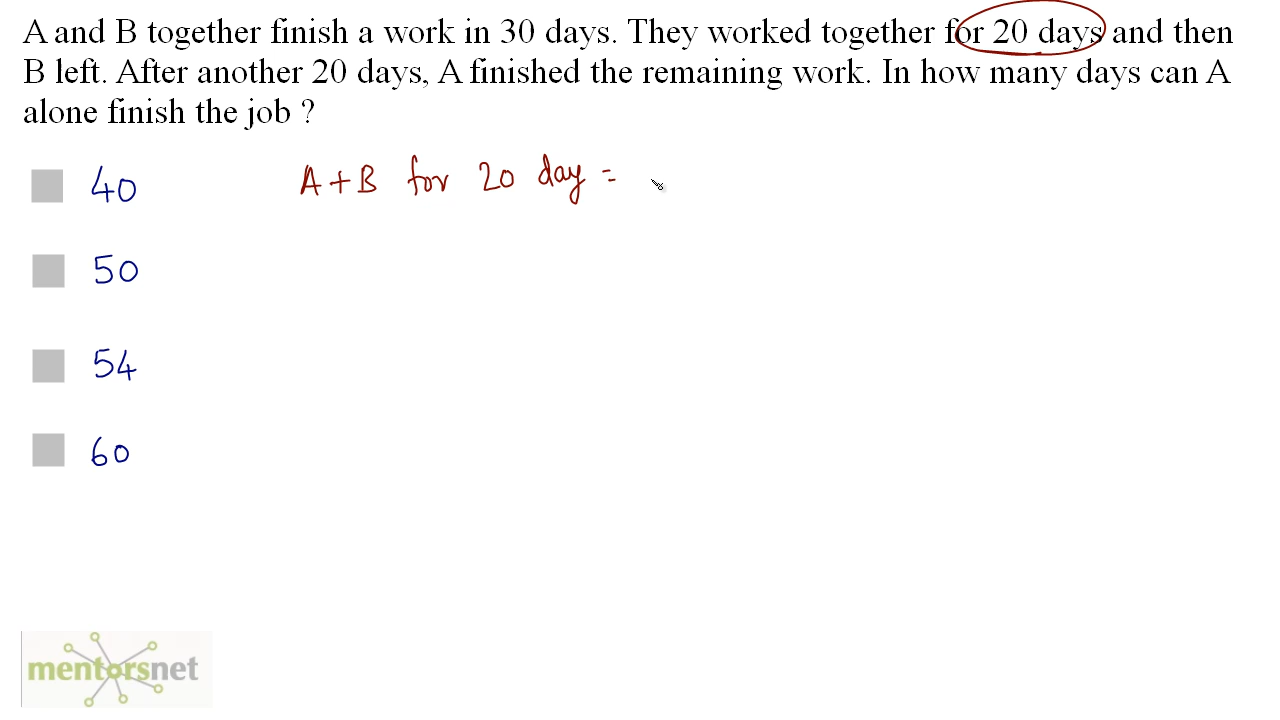 A and B together finish a work in 30 days. They worked together for 20 days and then
B left. After another 20 days, A finished the remaining work. In how many days can A
alone finish the job ?
40
A + B for 20 day =
50
54
60
mentorsnet